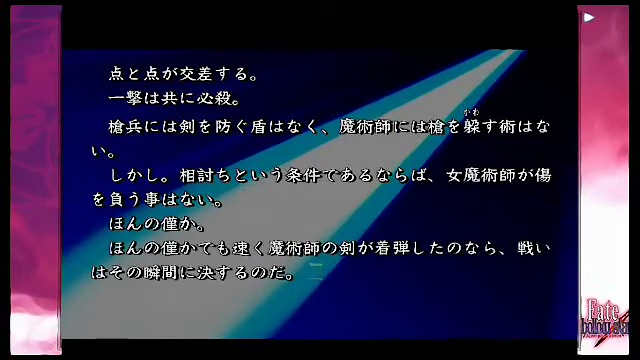 点と点が交差する。
一撃は共に必殺。
槍兵には剣を防ぐ盾はなく、魔術師には槍を躱す術はな
い。
しかし。相討ちという条件であるならば、女魔術師が傷
を負う事はない。
ほんの僅か。
ほんの僅かでも速く魔術師の剣が着弾したのなら、戦い
はその瞬間に決するのだ。
Fate